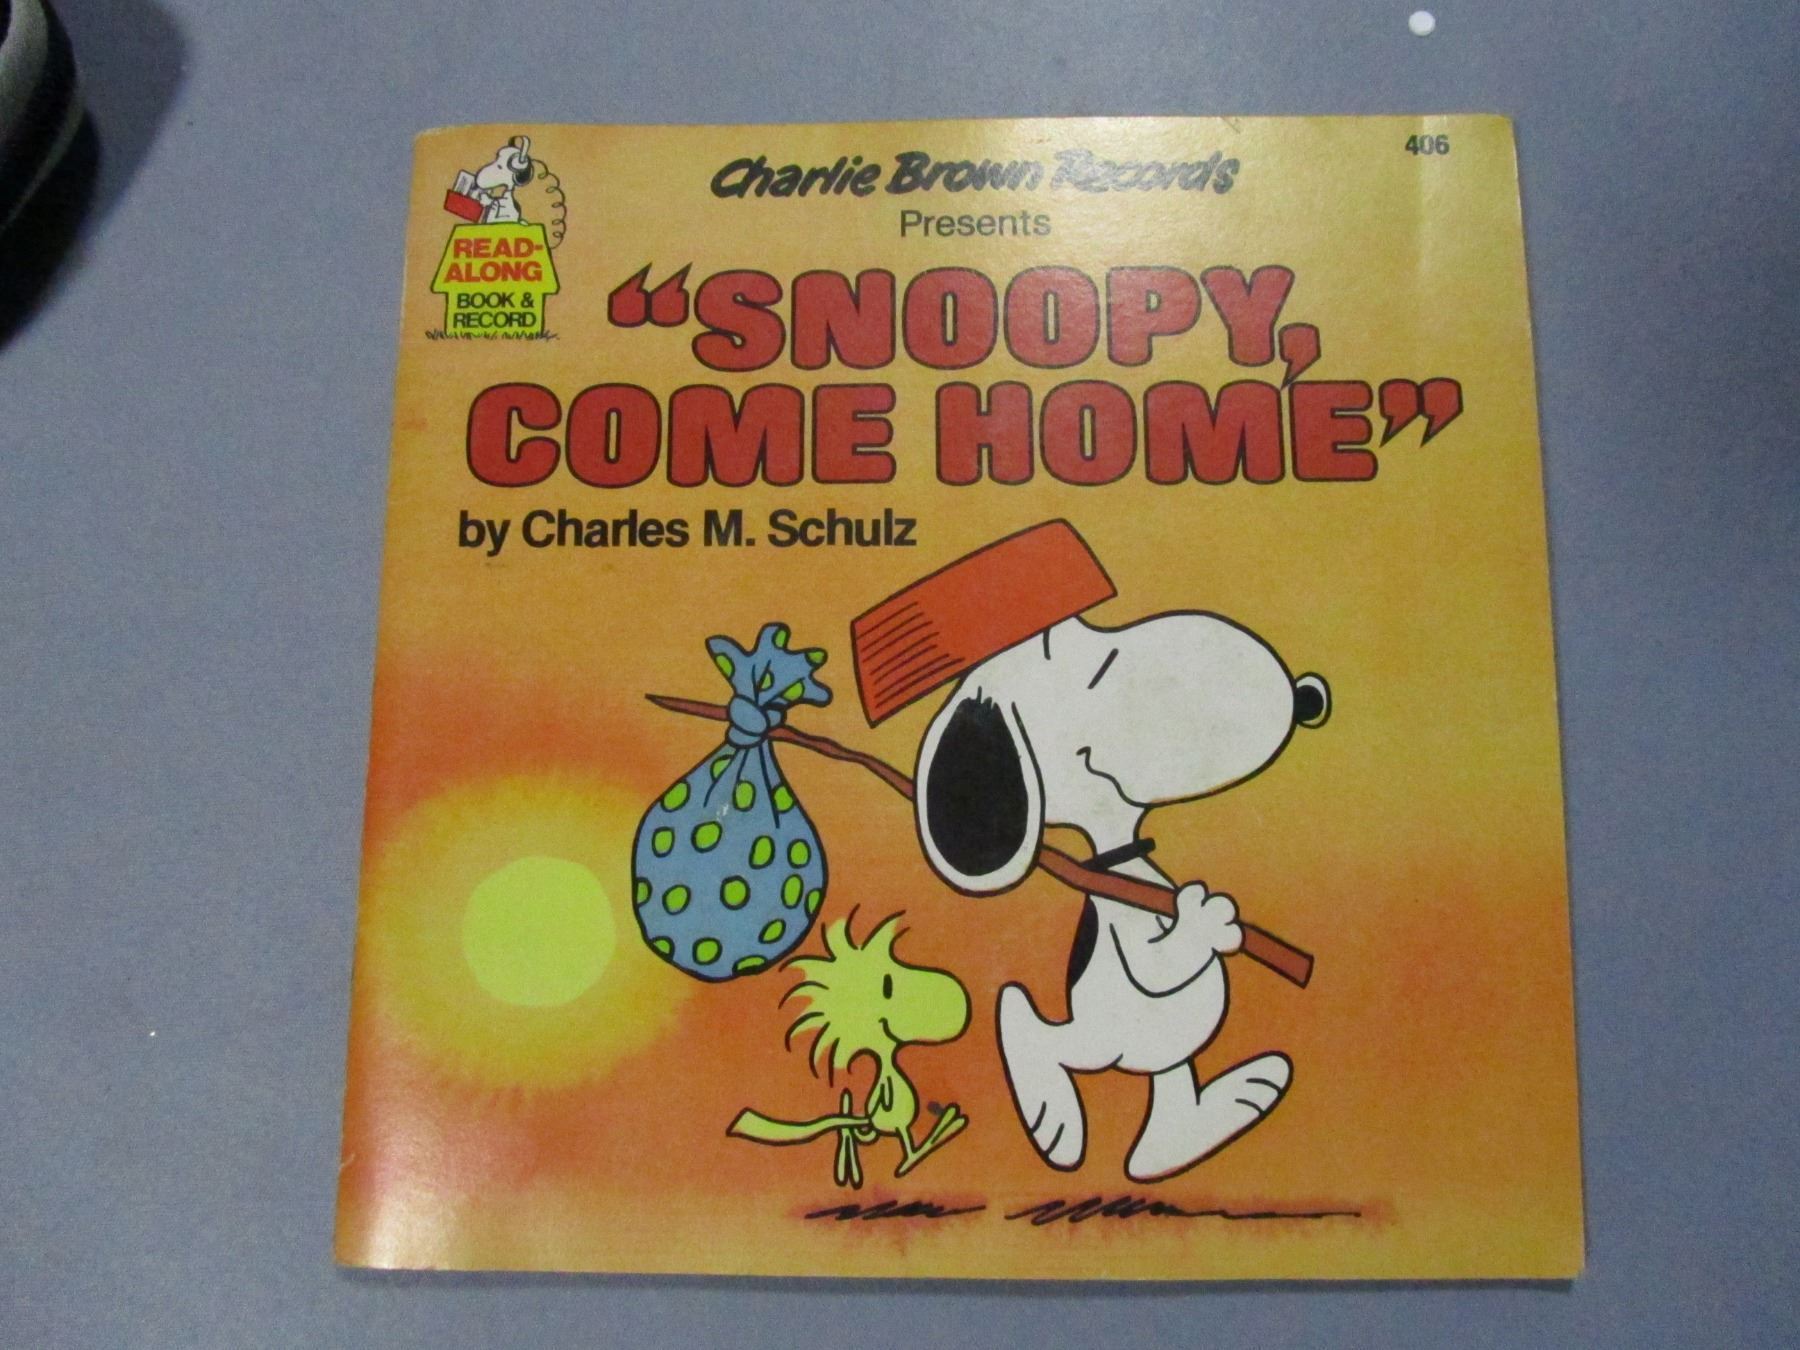 Charlie Brown Records
406
Presents
READ-
ALONG
BOOK &
RECORD
"SNOOPY,
COME HOME"
by Charles M. Schulz